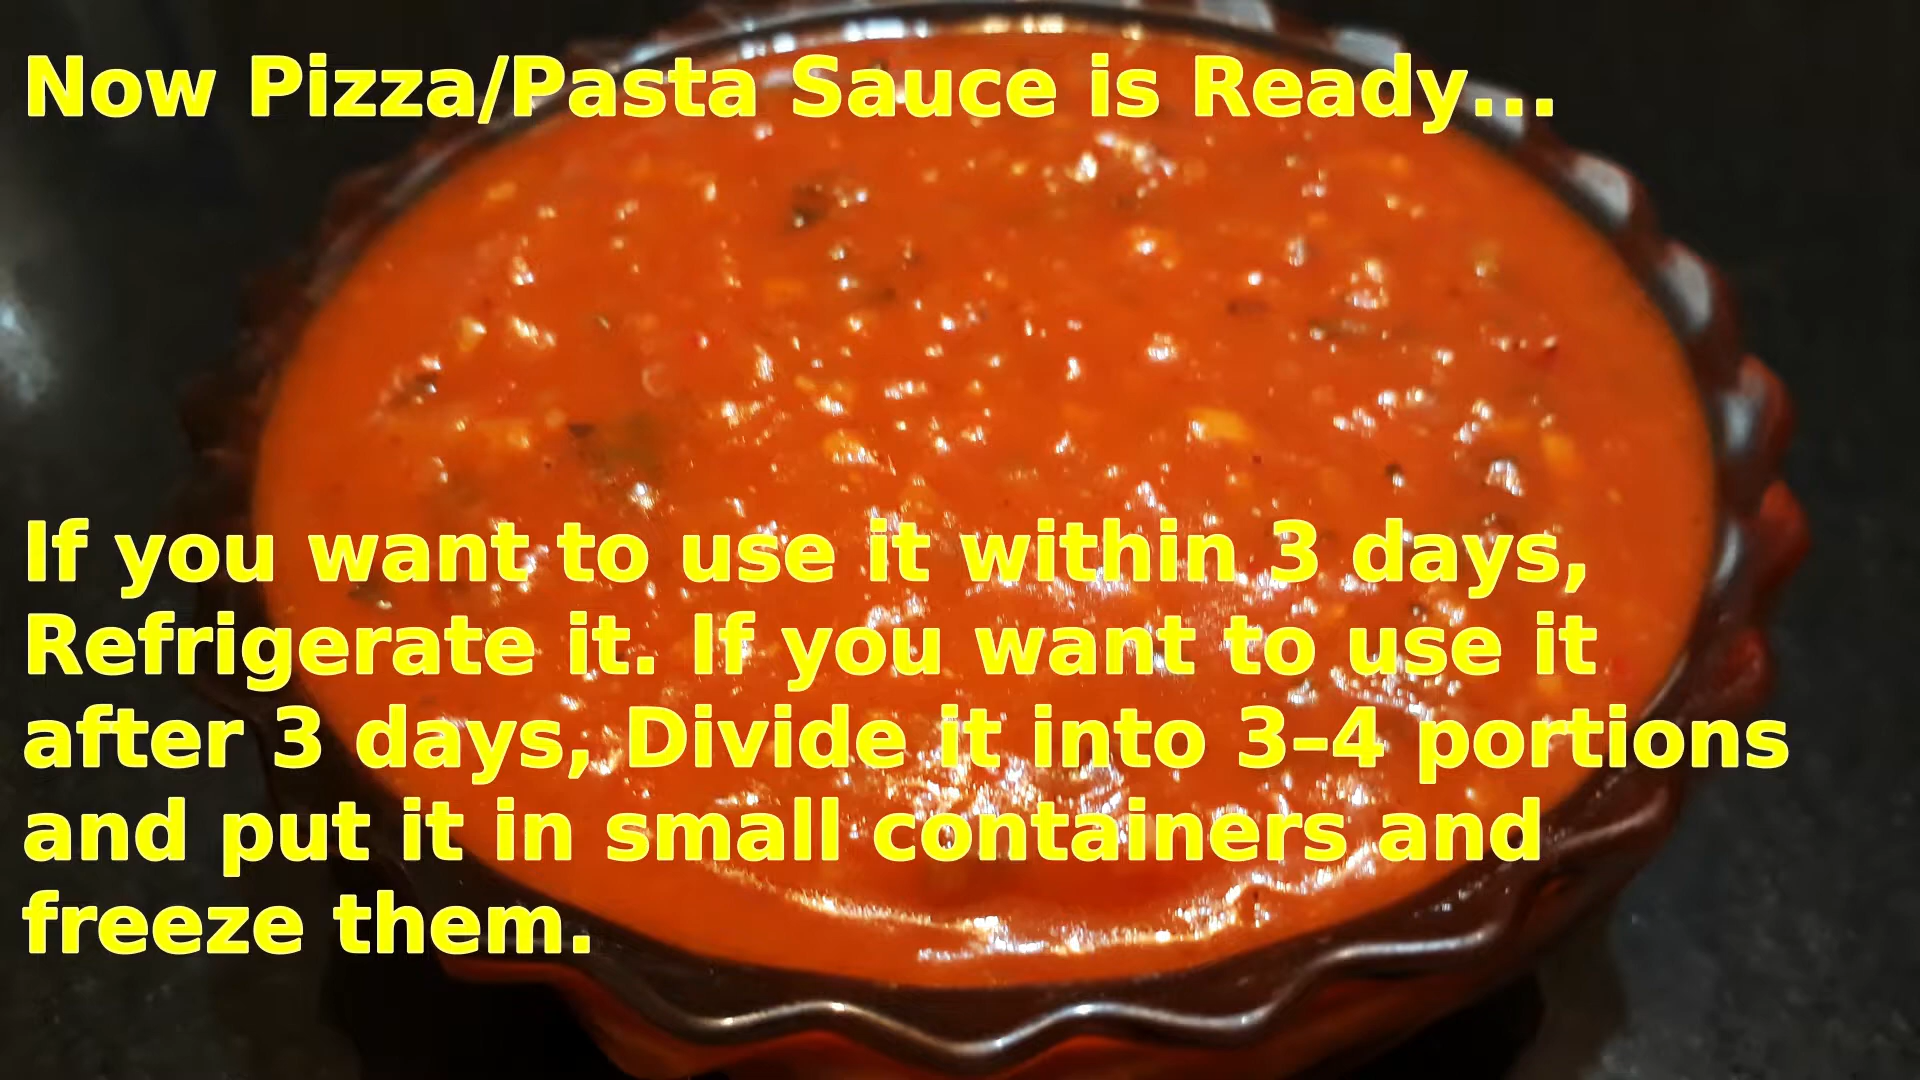 Now Pizza/Pasta Sauce is Ready...
If you want to use it within 3 days,
Refrigerate it. If you want to use it
after 3 days, Divide it into 3–4 portions
and put it in small containers and
freeze them.